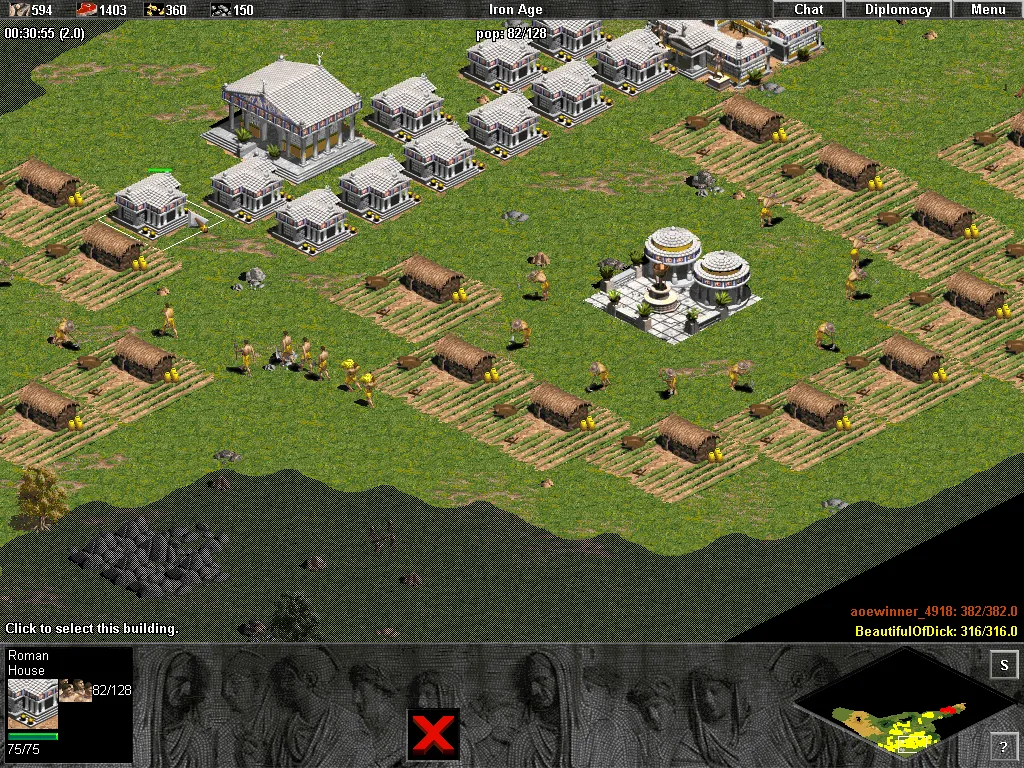 594 1403 360 150 Iron Age Chat Diplomacy Menu
00:30:55 (2.0) pop: 82/128
aoewinner_4918: 382/382.0
Click to select this building. BeautifulOfDick: 316/316.0
Roman
House
82/128
75/75
S
?